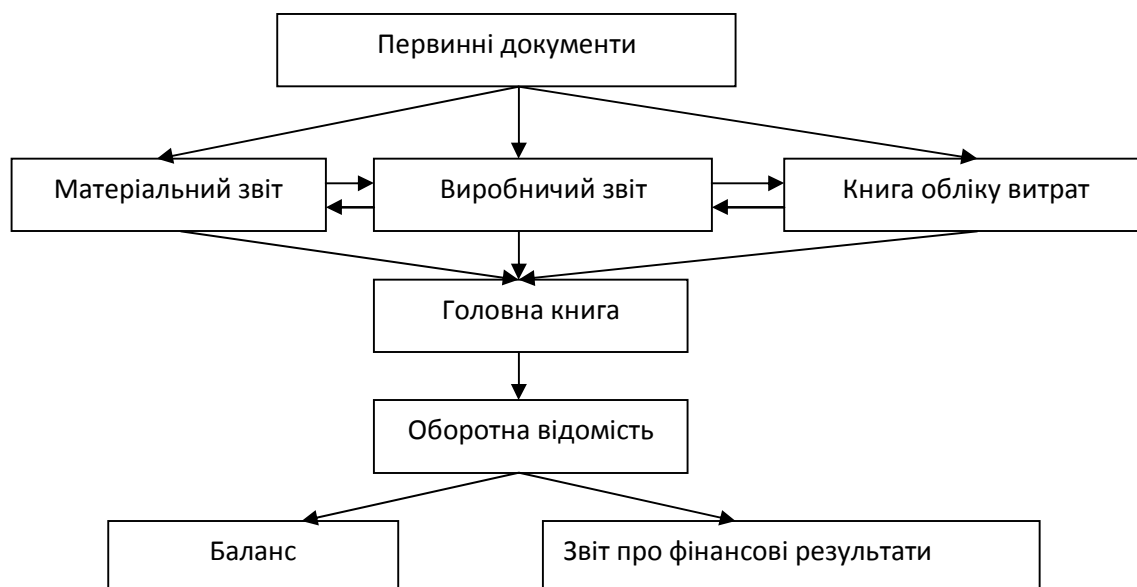 Первинні документи
Матеріальний звіт
Виробничий звіт
Книга обліку витрат
Головна книга
Оборотна відомість
Баланс
Звіт про фінансові результати